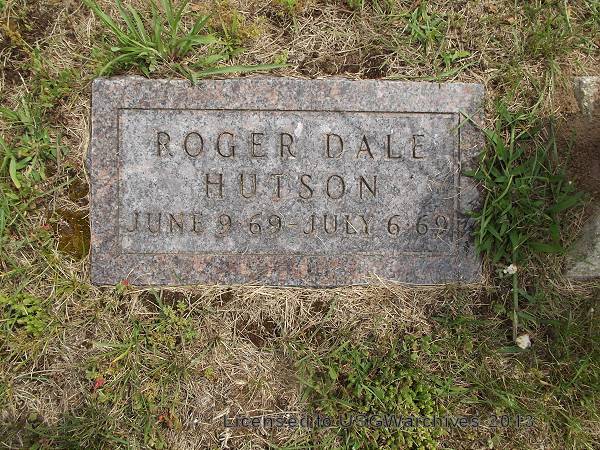 ROGER DALE
HUTSON
JUNE 9 69-JULY 6 69
Licensed to USGWarchives 2013